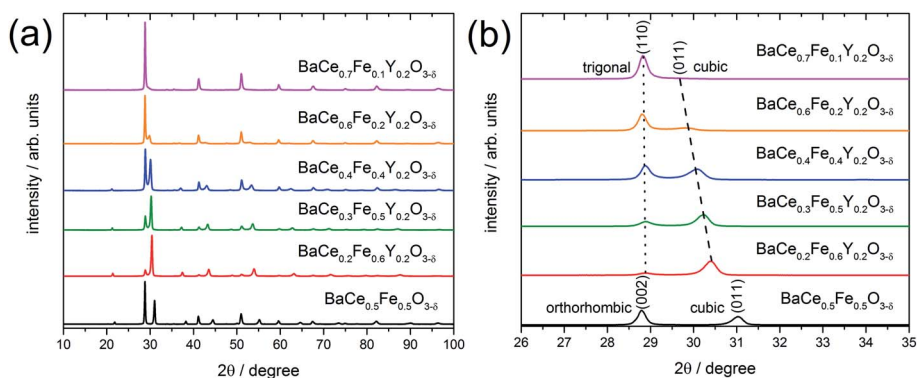 (a)
BaCe0.7Fe0.1Y0.2O3-δ
BaCe0.6Fe0.2Y0.2O3-δ
BaCe0.4Fe0.4Y0.2O3-δ
BaCe0.3Fe0.5Y0.2O3-δ
BaCe0.2Fe0.6Y0.2O3-δ
BaCe0.5Fe0.5O3-δ
intensity / arb. units
10 20 30 40 50 60 70 80 90 100
2θ / degree
(b)
(110)
(011)
trigonal
cubic
BaCe0.7Fe0.1Y0.2O3-δ
BaCe0.6Fe0.2Y0.2O3-δ
BaCe0.4Fe0.4Y0.2O3-δ
BaCe0.3Fe0.5Y0.2O3-δ
BaCe0.2Fe0.6Y0.2O3-δ
(002)
(011)
orthorhombic
cubic
BaCe0.5Fe0.5O3-δ
intensity / arb. units
26 27 28 29 30 31 32 33 34 35
2θ / degree